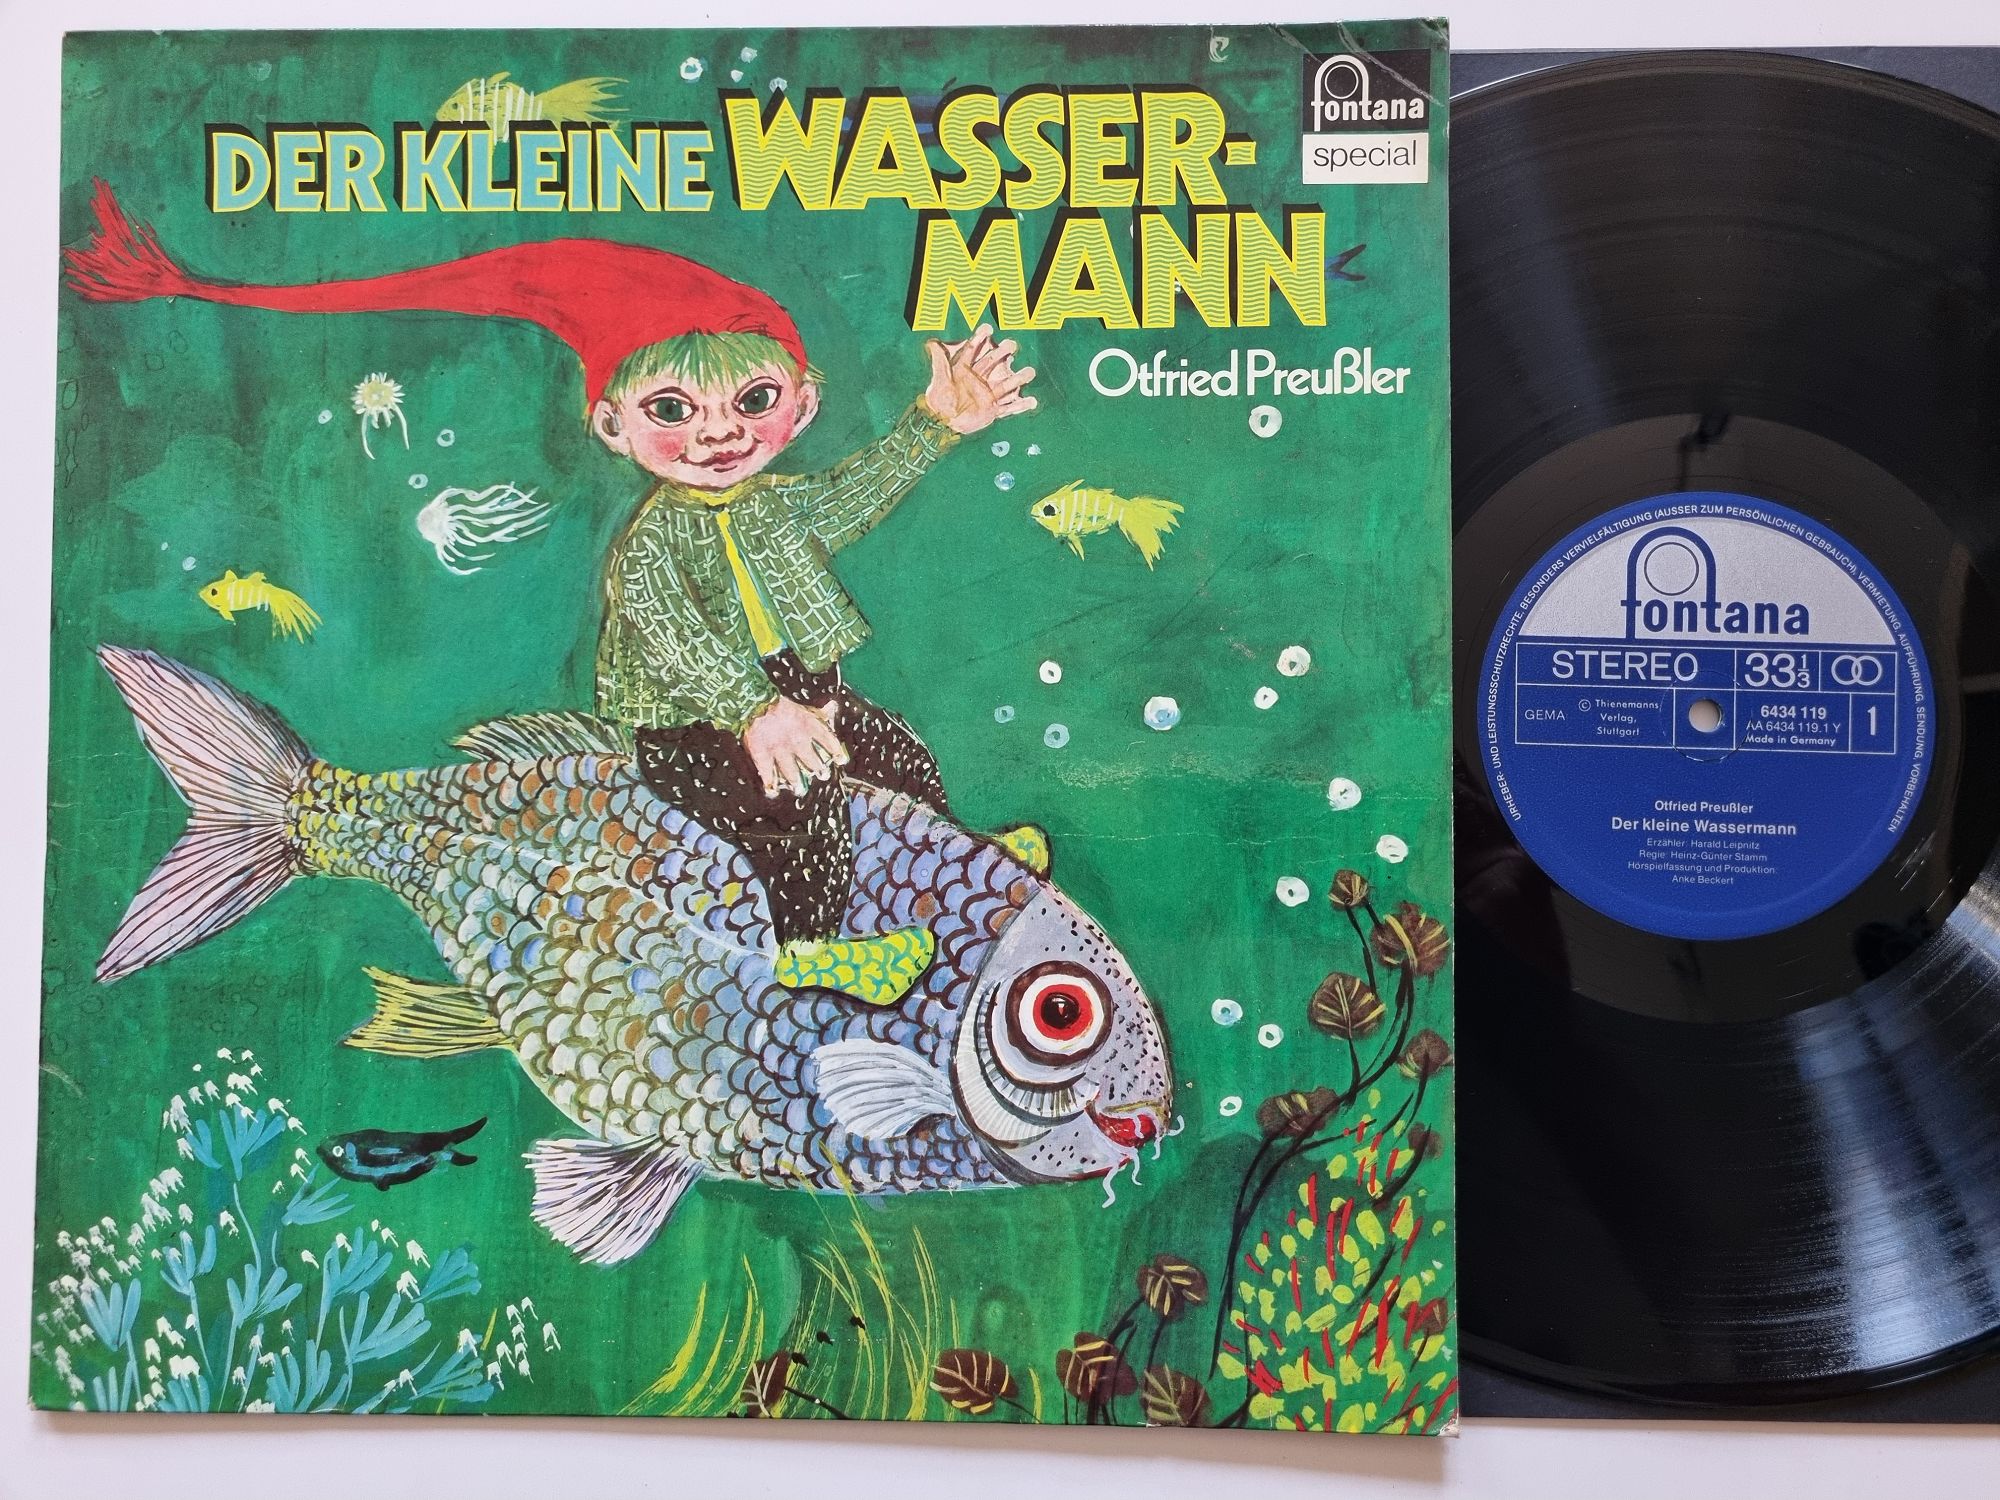 DER KLEINE WASSER-
MANN
Otfried Preußler
fontana
special
URHEBER- UND LEISTUNGSSCHUTZRECHTE, BESONDERS VERVIELFÄLTIGUNG (AUSSER ZUM PERSÖNLICHEN GEBRAUCH), VERMIETUNG, AUFFÜHRUNG, SENDUNG VORBEHALTEN
fontana
STEREO 33 1/3
GEMA
© Thienemanns
Verlag,
Stuttgart
6434 119
AA 6434 119.1 Y
Made in Germany
1
Otfried Preußler
Der kleine Wassermann
Erzähler: Harald Leipnitz
Regie: Heinz-Günter Stamm
Hörspielfassung und Produktion:
Anke Beckert